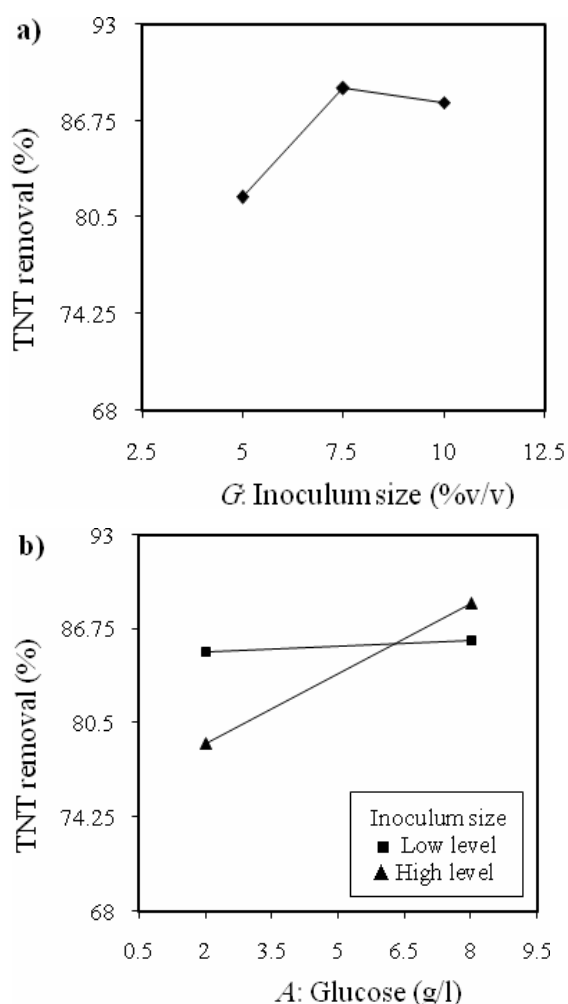 a)
93
86.75
80.5
74.25
68
TNT removal (%)
2.5 5 7.5 10 12.5
G: Inoculum size (%v/v)
b)
93
86.75
80.5
74.25
68
TNT removal (%)
Inoculum size
Low level
High level
0.5 2 3.5 5 6.5 8 9.5
A: Glucose (g/l)